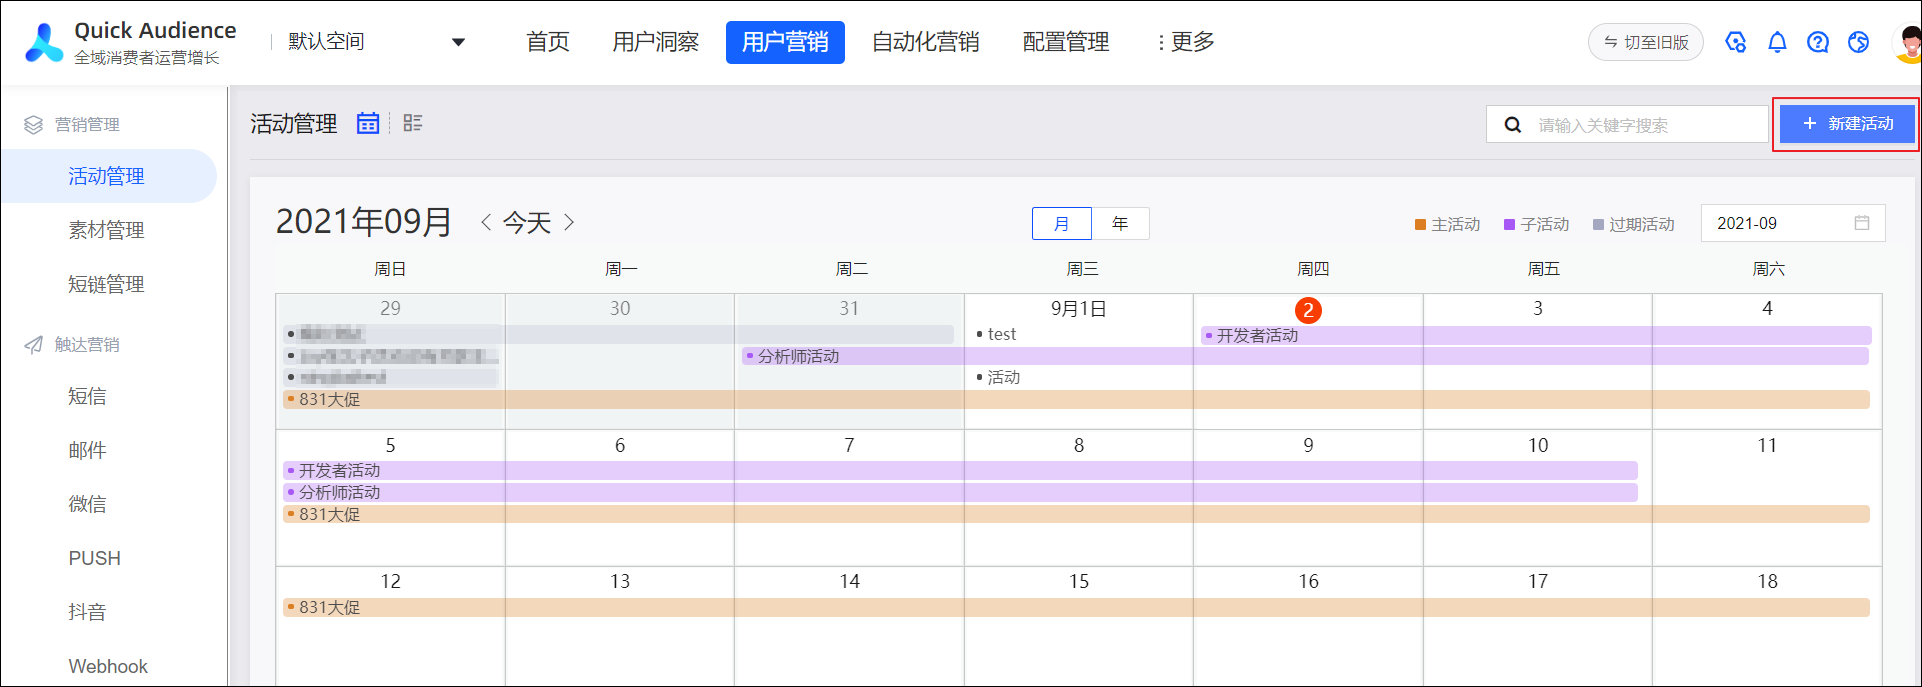 Quick Audience
全域消费者运营增长
默认空间
首页
用户洞察
用户营销
自动化营销
配置管理
更多
切至旧版
营销管理
活动管理
素材管理
短链管理
触达营销
短信
邮件
微信
PUSH
抖音
Webhook
活动管理
请输入关键字搜索
+ 新建活动
2021年09月
今天
月 年
主活动 子活动 过期活动
2021-09
周日 周一 周二 周三 周四 周五 周六
29 30 31 9月1日 2 3 4
test
开发者活动
分析师活动
活动
831大促
5 6 7 8 9 10 11
开发者活动
分析师活动
831大促
12 13 14 15 16 17 18
831大促